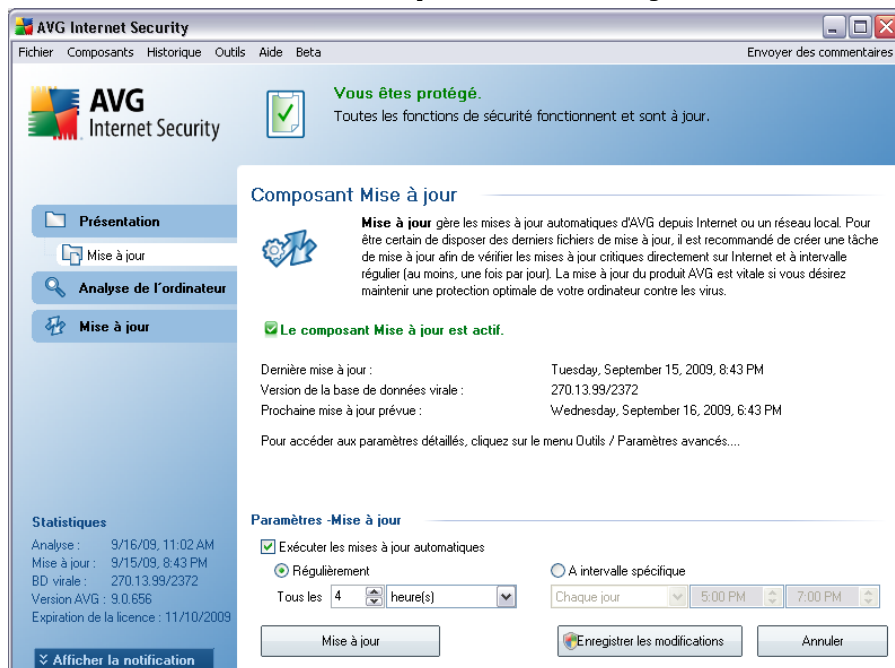 AVG Internet Security
Fichier Composants Historique Outils Aide Beta Envoyer des commentaires
AVG
Internet Security
Vous êtes protégé.
Toutes les fonctions de sécurité fonctionnent et sont à jour.
Présentation
Mise à jour
Analyse de l'ordinateur
Mise à jour
Composant Mise à jour
Mise à jour gère les mises à jour automatiques d'AVG depuis Internet ou un réseau local. Pour
être certain de disposer des derniers fichiers de mise à jour, il est recommandé de créer une tâche
de mise à jour afin de vérifier les mises à jour critiques directement sur Internet et à intervalle
régulier (au moins, une fois par jour). La mise à jour du produit AVG est vitale si vous désirez
maintenir une protection optimale de votre ordinateur contre les virus.
Le composant Mise à jour est actif.
Dernière mise à jour : Tuesday, September 15, 2009, 8:43 PM
Version de la base de données virale : 270.13.99/2372
Prochaine mise à jour prévue : Wednesday, September 16, 2009, 6:43 PM
Pour accéder aux paramètres détaillés, cliquez sur le menu Outils / Paramètres avancés....
Paramètres -Mise à jour
Exécuter les mises à jour automatiques
Régulièrement A intervalle spécifique
Tous les 4 heure(s) Chaque jour 5:00 PM 7:00 PM
Mise à jour Enregistrer les modifications Annuler
Statistiques
Analyse : 9/16/09, 11:02 AM
Mise à jour : 9/15/09, 8:43 PM
BD virale : 270.13.99/2372
Version AVG : 9.0.656
Expiration de la licence : 11/10/2009
Afficher la notification